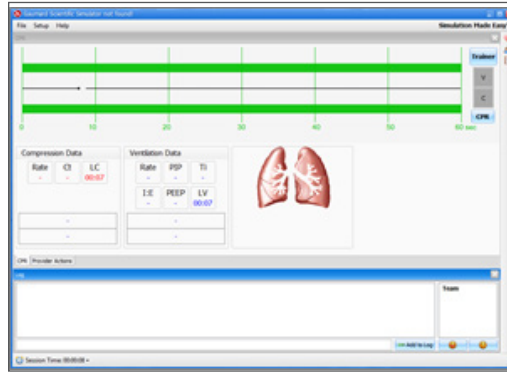 Gaumard Scientific Simulator not found!
File Setup Help
Simulation Made Easy
CPR
Trainer
V
C
CPR
0 10 20 30 40 50 60 sec
Compression Data
Rate CI LC
- - 00:07
-
-
Ventilation Data
Rate PIP Ti
- - -
I:E PEEP LV
- - 00:07
-
-
CPR Provider Actions
Log
Team
Add to Log
Session Time: 00:00:08